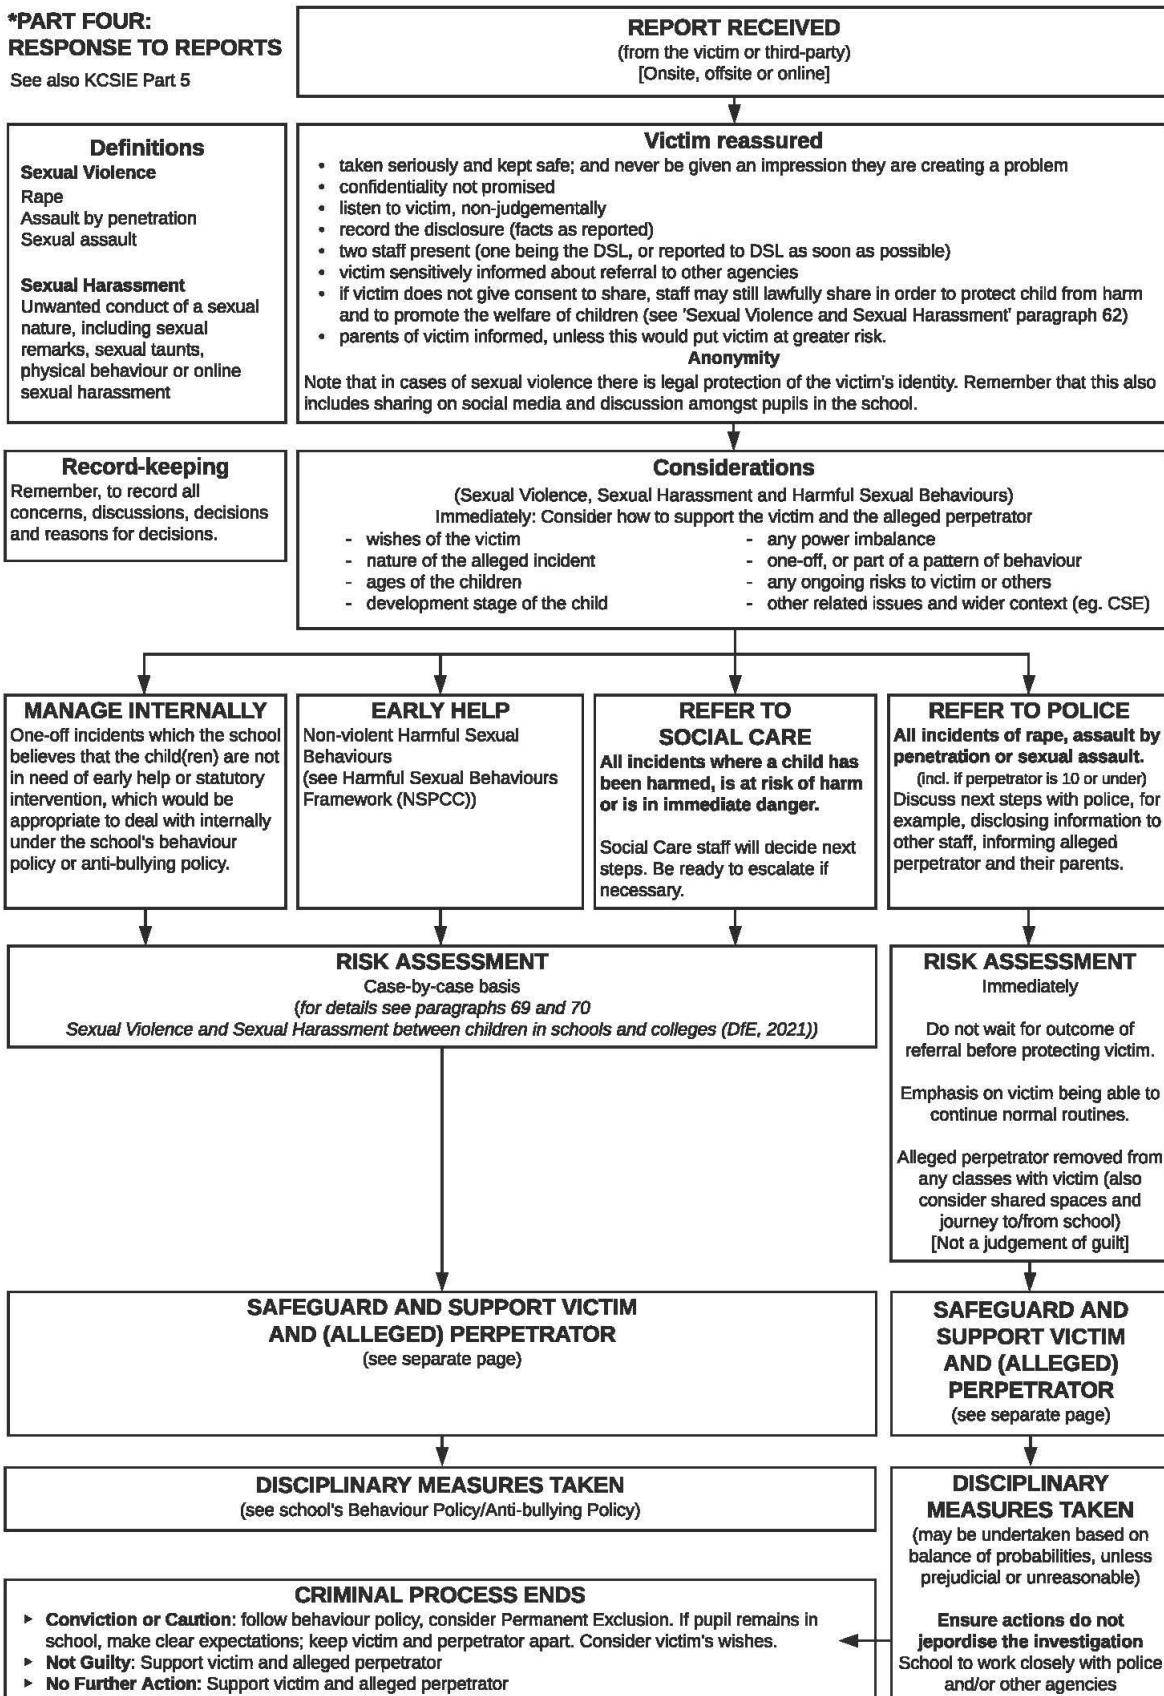 *PART FOUR:
RESPONSE TO REPORTS
See also KCSIE Part 5
REPORT RECEIVED
(from the victim or third-party)
[Onsite, offsite or online]
Definitions
Sexual Violence
Rape
Assault by penetration
Sexual assault
Sexual Harassment
Unwanted conduct of a sexual
nature, including sexual
remarks, sexual taunts,
physical behaviour or online
sexual harassment
Victim reassured
• taken seriously and kept safe; and never be given an impression they are creating a problem
• confidentiality not promised
• listen to victim, non-judgementally
• record the disclosure (facts as reported)
• two staff present (one being the DSL, or reported to DSL as soon as possible)
• victim sensitively informed about referral to other agencies
• if victim does not give consent to share, staff may still lawfully share in order to protect child from harm
and to promote the welfare of children (see 'Sexual Violence and Sexual Harassment' paragraph 62)
• parents of victim informed, unless this would put victim at greater risk.
Anonymity
Note that in cases of sexual violence there is legal protection of the victim's identity. Remember that this also
includes sharing on social media and discussion amongst pupils in the school.
Record-keeping
Remember, to record all
concerns, discussions, decisions
and reasons for decisions.
Considerations
(Sexual Violence, Sexual Harassment and Harmful Sexual Behaviours)
Immediately: Consider how to support the victim and the alleged perpetrator
- wishes of the victim
- nature of the alleged incident
- ages of the children
- development stage of the child
- any power imbalance
- one-off, or part of a pattern of behaviour
- any ongoing risks to victim or others
- other related issues and wider context (eg. CSE)
MANAGE INTERNALLY
One-off incidents which the school
believes that the child(ren) are not
in need of early help or statutory
intervention, which would be
appropriate to deal with internally
under the school's behaviour
policy or anti-bullying policy.
EARLY HELP
Non-violent Harmful Sexual
Behaviours
(see Harmful Sexual Behaviours
Framework (NSPCC))
REFER TO
SOCIAL CARE
All incidents where a child has
been harmed, is at risk of harm
or is in immediate danger.
Social Care staff will decide next
steps. Be ready to escalate if
necessary.
REFER TO POLICE
All incidents of rape, assault by
penetration or sexual assault.
(incl. if perpetrator is 10 or under)
Discuss next steps with police, for
example, disclosing information to
other staff, informing alleged
perpetrator and their parents.
RISK ASSESSMENT
Case-by-case basis
(for details see paragraphs 69 and 70
Sexual Violence and Sexual Harassment between children in schools and colleges (DfE, 2021))
RISK ASSESSMENT
Immediately
Do not wait for outcome of
referral before protecting victim.
Emphasis on victim being able to
continue normal routines.
Alleged perpetrator removed from
any classes with victim (also
consider shared spaces and
journey to/from school)
[Not a judgement of guilt]
SAFEGUARD AND SUPPORT VICTIM
AND (ALLEGED) PERPETRATOR
(see separate page)
SAFEGUARD AND
SUPPORT VICTIM
AND (ALLEGED)
PERPETRATOR
(see separate page)
DISCIPLINARY MEASURES TAKEN
(see school's Behaviour Policy/Anti-bullying Policy)
DISCIPLINARY
MEASURES TAKEN
(may be undertaken based on
balance of probabilities, unless
prejudicial or unreasonable)
Ensure actions do not
jepordise the investigation
School to work closely with police
and/or other agencies
CRIMINAL PROCESS ENDS
► Conviction or Caution: follow behaviour policy, consider Permanent Exclusion. If pupil remains in
school, make clear expectations; keep victim and perpetrator apart. Consider victim's wishes.
► Not Guilty: Support victim and alleged perpetrator
► No Further Action: Support victim and alleged perpetrator